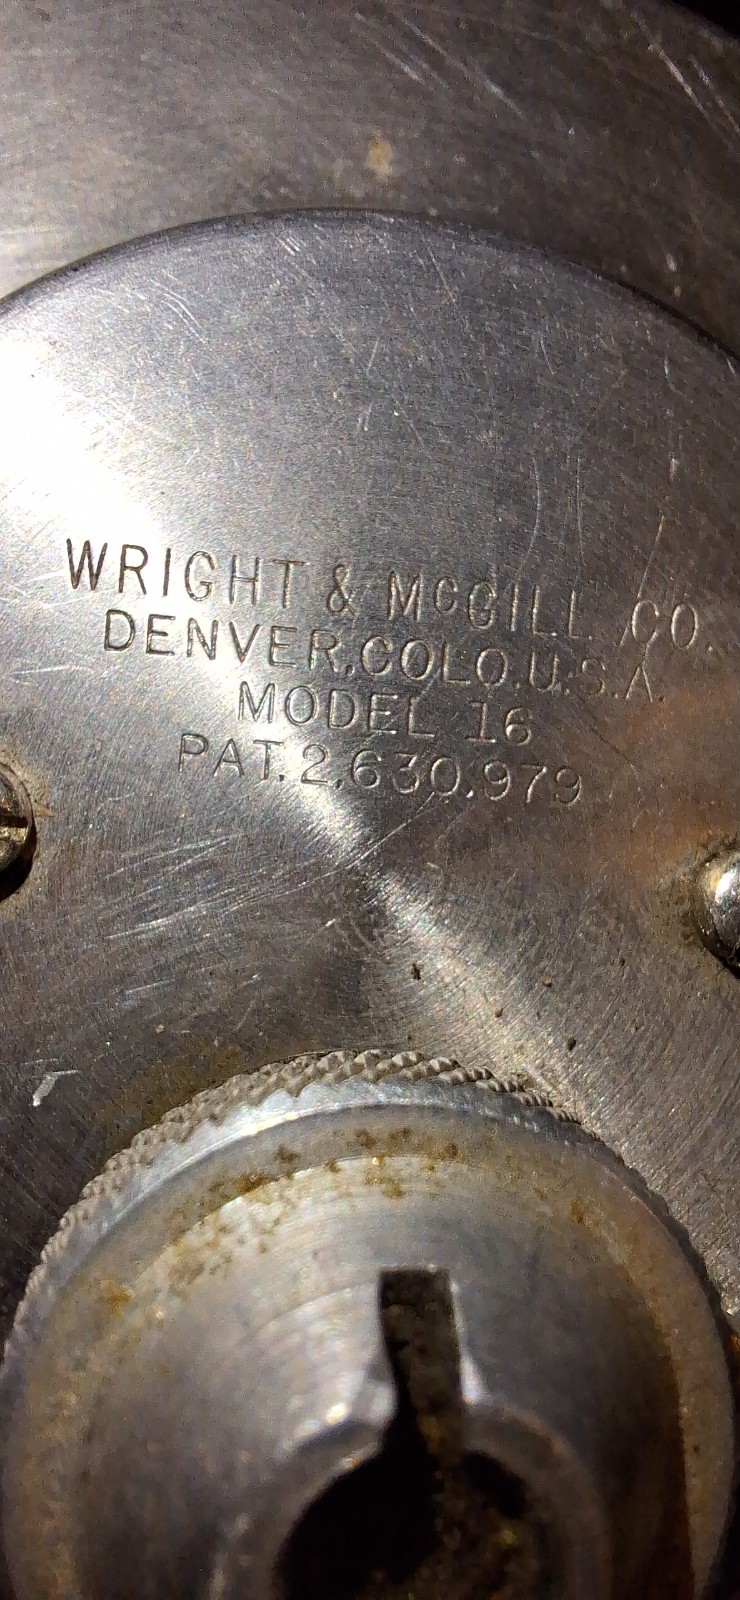 WRIGHT & McGILL CO.
DENVER, COLO. U.S.A.
MODEL 16
PAT. 2,630,979